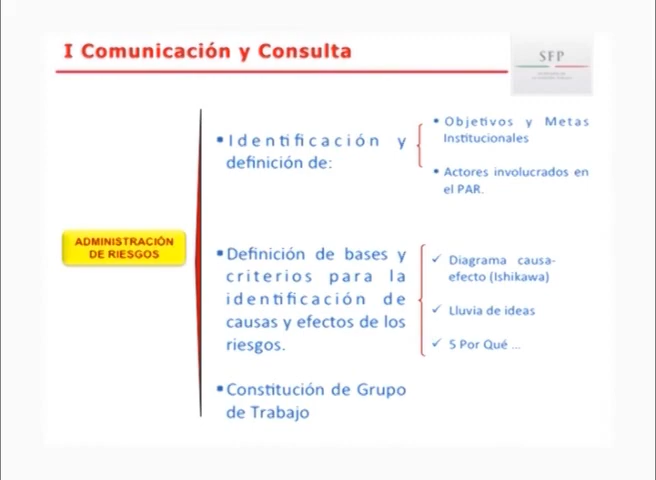 I Comunicación y Consulta
SFP
ADMINISTRACIÓN
DE RIESGOS
▪Identificación y
definición de:
• Objetivos y Metas
Institucionales
• Actores involucrados en
el PAR.
▪Definición de bases y
criterios para la
identificación de
causas y efectos de los
riesgos.
✓ Diagrama causa-
efecto (Ishikawa)
✓ Lluvia de ideas
✓ 5 Por Qué ...
▪Constitución de Grupo
de Trabajo